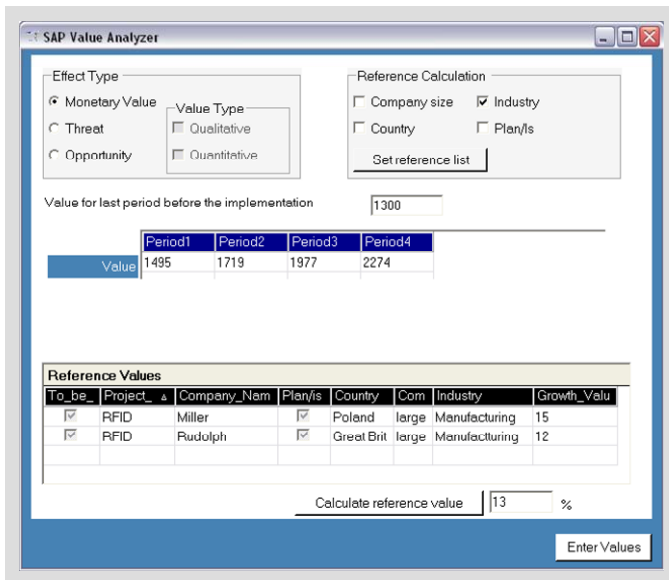 SAP Value Analyzer
Effect Type
Reference Calculation
Monetary Value
Value Type
Company size
Industry
Threat
Qualitative
Country
Plan/Is
Opportunity
Quantitative
Set reference list
Value for last period before the implementation
1300
Period1 Period2 Period3 Period4
Value 1495 1719 1977 2274
Reference Values
To_be_ Project_ Company_Nam Plan/is Country Com Industry Growth_Valu
RFID Miller Poland large Manufacturing 15
RFID Rudolph Great Brit large Manufactturing 12
Calculate reference value 13 %
Enter Values